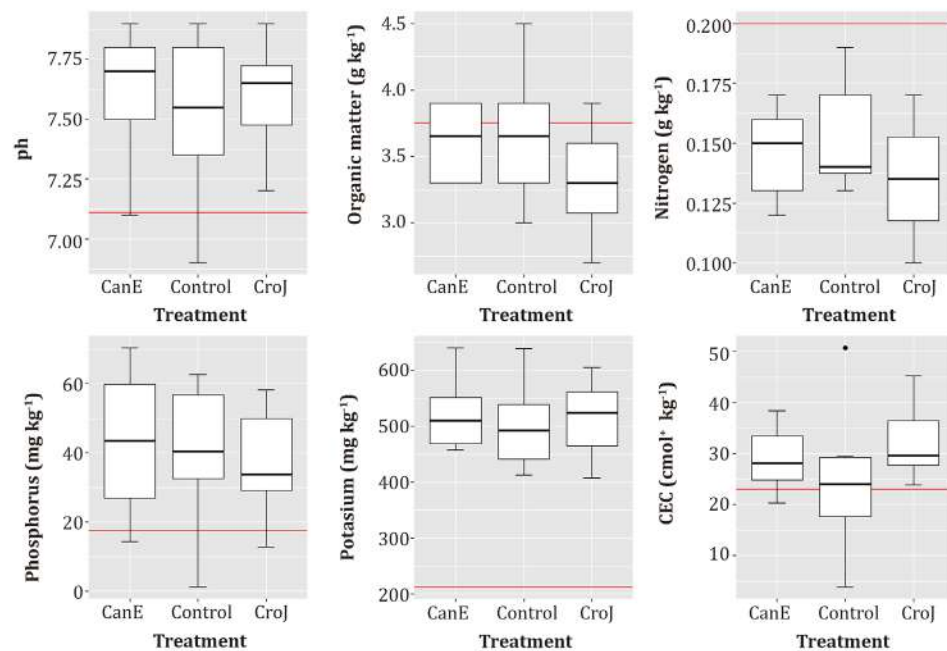 ph
7.75
7.50
7.25
7.00
CanE Control CroJ
Treatment
Organic matter (g kg⁻¹)
4.5
4.0
3.5
3.0
CanE Control CroJ
Treatment
Nitrogen (g kg⁻¹)
0.200
0.175
0.150
0.125
0.100
CanE Control CroJ
Treatment
Phosphorus (mg kg⁻¹)
60
40
20
0
CanE Control CroJ
Treatment
Potasium (mg kg⁻¹)
600
500
400
300
200
CanE Control CroJ
Treatment
CEC (cmol⁺ kg⁻¹)
50
40
30
20
10
CanE Control CroJ
Treatment